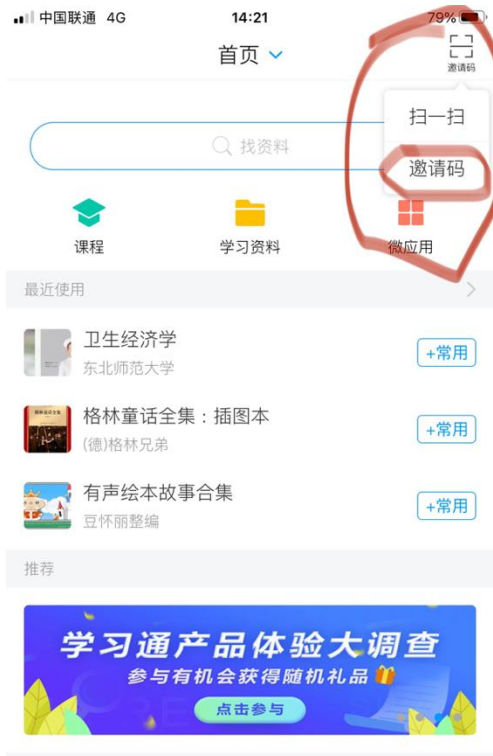 中国联通 4G 14:21 79%
首页
邀请码
扫一扫
邀请码
找资料
课程 学习资料 微应用
最近使用
卫生经济学
东北师范大学
+常用
格林童话全集：插图本
(德)格林兄弟
+常用
有声绘本故事合集
豆怀丽整编
+常用
推荐
学习通产品体验大调查
参与有机会获得随机礼品
点击参与